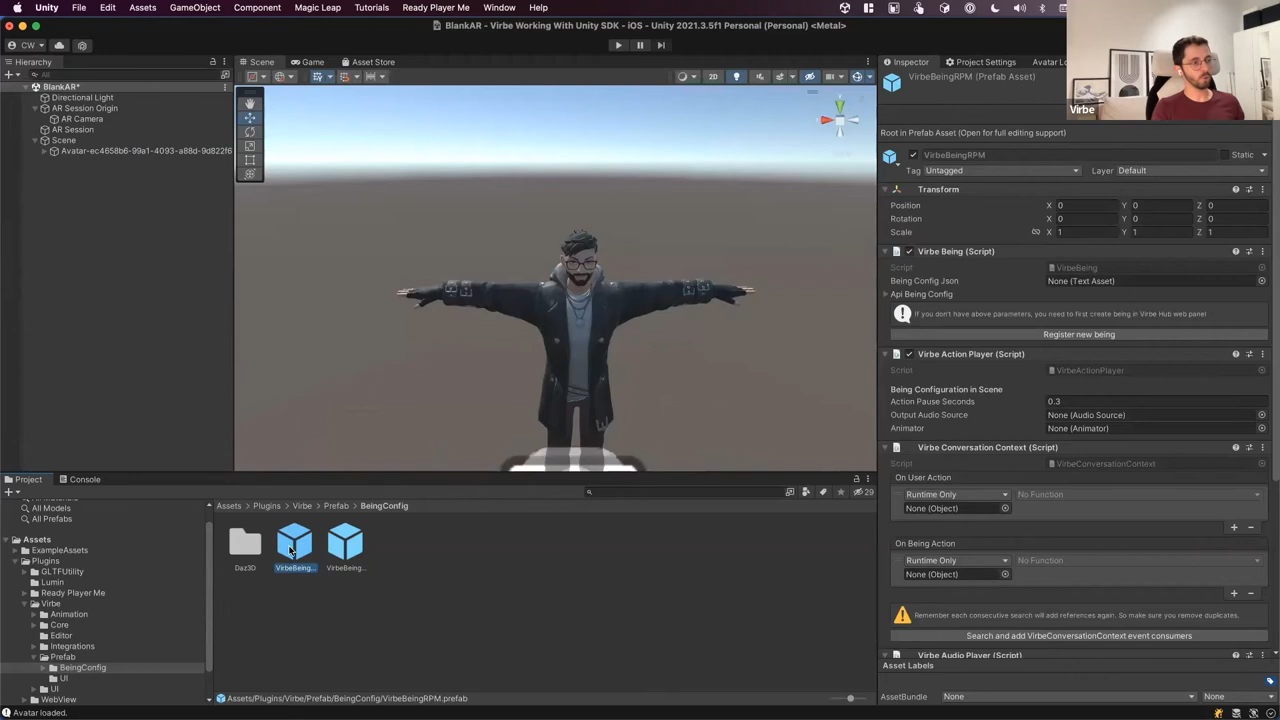 Unity File Edit Assets GameObject Component Magic Leap Tutorials Ready Player Me Window Help
BlankAR - Virbe Working With Unity SDK - iOS - Unity 2021.3.5f1 Personal (Personal) <Metal>
CW
Hierarchy
All
BlankAR*
Directional Light
AR Session Origin
AR Camera
AR Session
Scene
Avatar-ec4658b6-99a1-4093-a88d-9d822f6
Scene Game Asset Store
2D
Inspector Project Settings Avatar Lo
Virbe
VirbeBeingRPM (Prefab Asset)
Root in Prefab Asset (Open for full editing support)
VirbeBeingRPM Static
Tag Untagged Layer Default
Transform
Position X 0 Y 0 Z 0
Rotation X 0 Y 0 Z 0
Scale X 1 Y 1 Z 1
Virbe Being (Script)
Script VirbeBeing
Being Config Json None (Text Asset)
Api Being Config
If you don't have above parameters, you need to first create being in Virbe Hub web panel
Register new being
Virbe Action Player (Script)
Script VirbeActionPlayer
Being Configuration in Scene
Action Pause Seconds 0.3
Output Audio Source None (Audio Source)
Animator None (Animator)
Virbe Conversation Context (Script)
Script VirbeConversationContext
On User Action
Runtime Only No Function
None (Object)
On Being Action
Runtime Only No Function
None (Object)
Remember each consecutive search will add references again. So make sure you remove duplicates.
Search and add VirbeConversationContext event consumers
Virbe Audio Player (Script)
Asset Labels
AssetBundle None None
Project Console
29
All Models
All Prefabs
Assets
ExampleAssets
Plugins
GLTFUtility
Lumin
Ready Player Me
Virbe
Animation
Core
Editor
Integrations
Prefab
BeingConfig
UI
UI
WebView
Assets Plugins Virbe Prefab BeingConfig
Daz3D VirbeBeing... VirbeBeing...
Assets/Plugins/Virbe/Prefab/BeingConfig/VirbeBeingRPM.prefab
Avatar loaded.